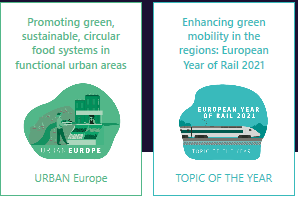 Promoting green,
sustainable, circular
food systems in
functional urban areas
URBAN EUROPE
URBAN Europe
Enhancing green
mobility in the
regions: European
Year of Rail 2021
EUROPEAN YEAR
OF RAIL 2021
TOPIC OF THE YEAR
TOPIC OF THE YEAR